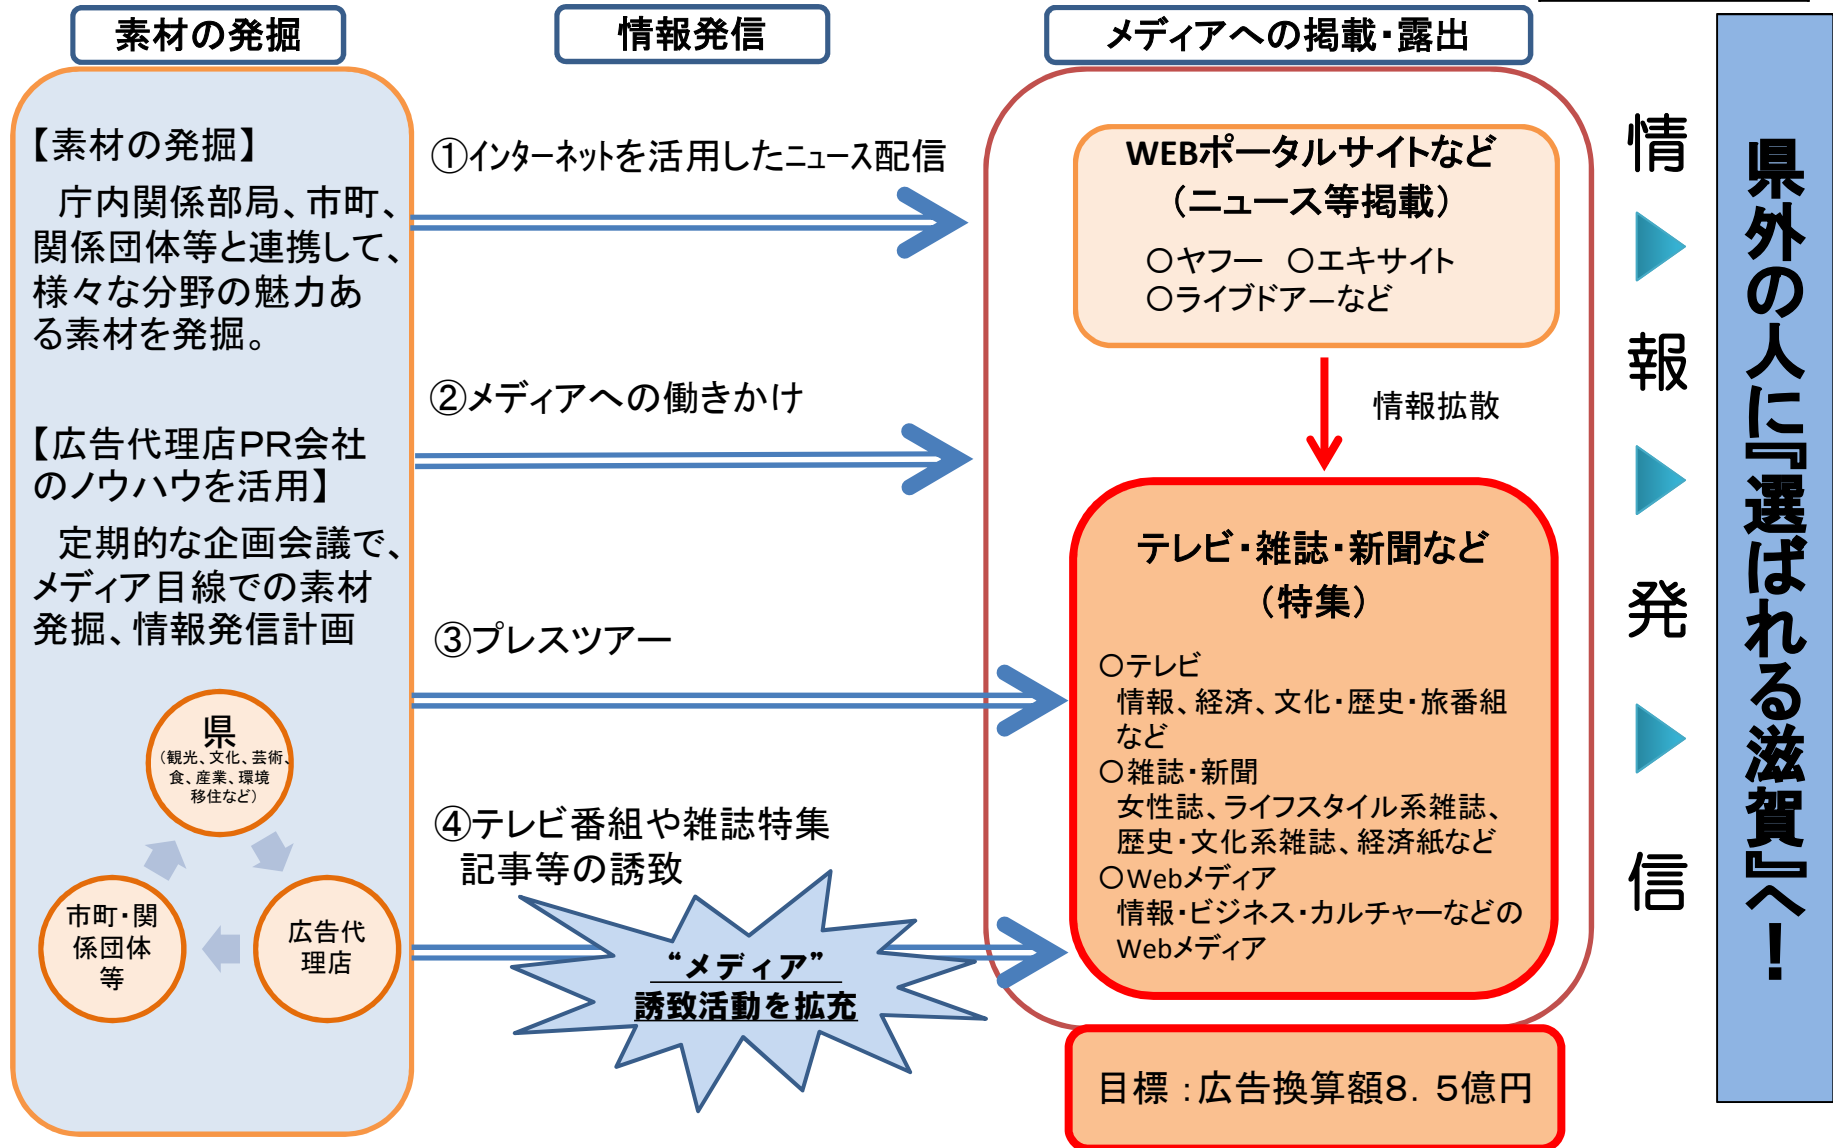 素材の発掘
情報発信
メディアへの掲載・露出
【素材の発掘】
庁内関係部局、市町、
関係団体等と連携して、
様々な分野の魅力あ
る素材を発掘。
【広告代理店PR会社
のノウハウを活用】
定期的な企画会議で、
メディア目線での素材
発掘、情報発信計画
県
（観光、文化、芸術、
食、産業、環境
移住など）
市町・関
係団体
等
広告代
理店
①インターネットを活用したニュース配信
②メディアへの働きかけ
③プレスツアー
④テレビ番組や雑誌特集
記事等の誘致
“メディア”
誘致活動を拡充
WEBポータルサイトなど
（ニュース等掲載）
○ヤフー ○エキサイト
○ライブドア―など
情報拡散
テレビ・雑誌・新聞など
（特集）
○テレビ
情報、経済、文化・歴史・旅番組
など
○雑誌・新聞
女性誌、ライフスタイル系雑誌、
歴史・文化系雑誌、経済紙など
○Webメディア
情報・ビジネス・カルチャーなどの
Webメディア
目標：広告換算額8．5億円
情報発信
県外の人に『選ばれる滋賀』へ！